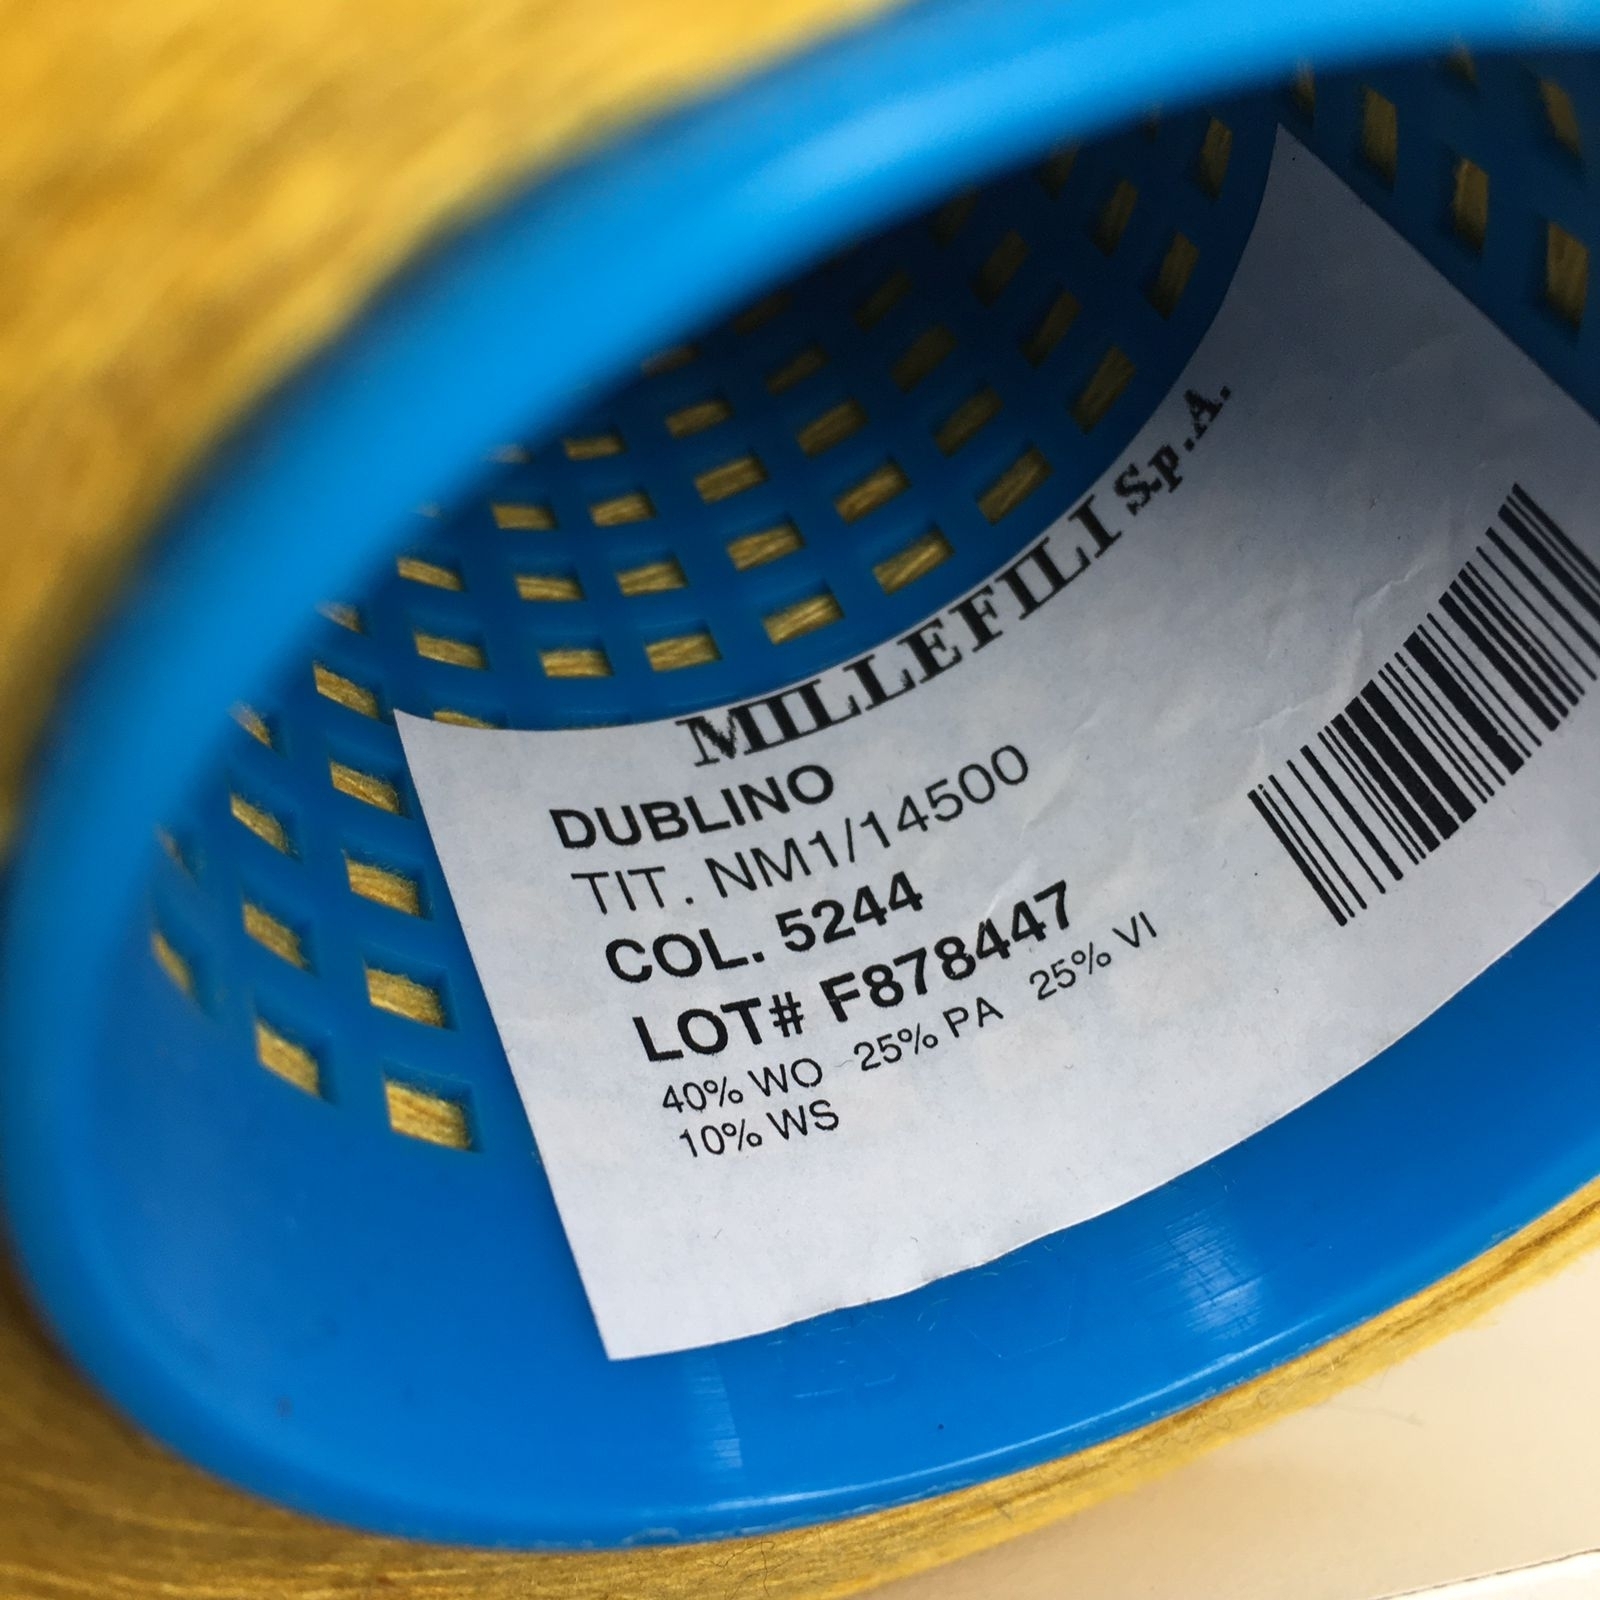 MILLEFILI S.p.A.
DUBLINO
TIT. NM1/14500
COL. 5244
LOT# F878447
40% WO 25% PA 25% VI
10% WS